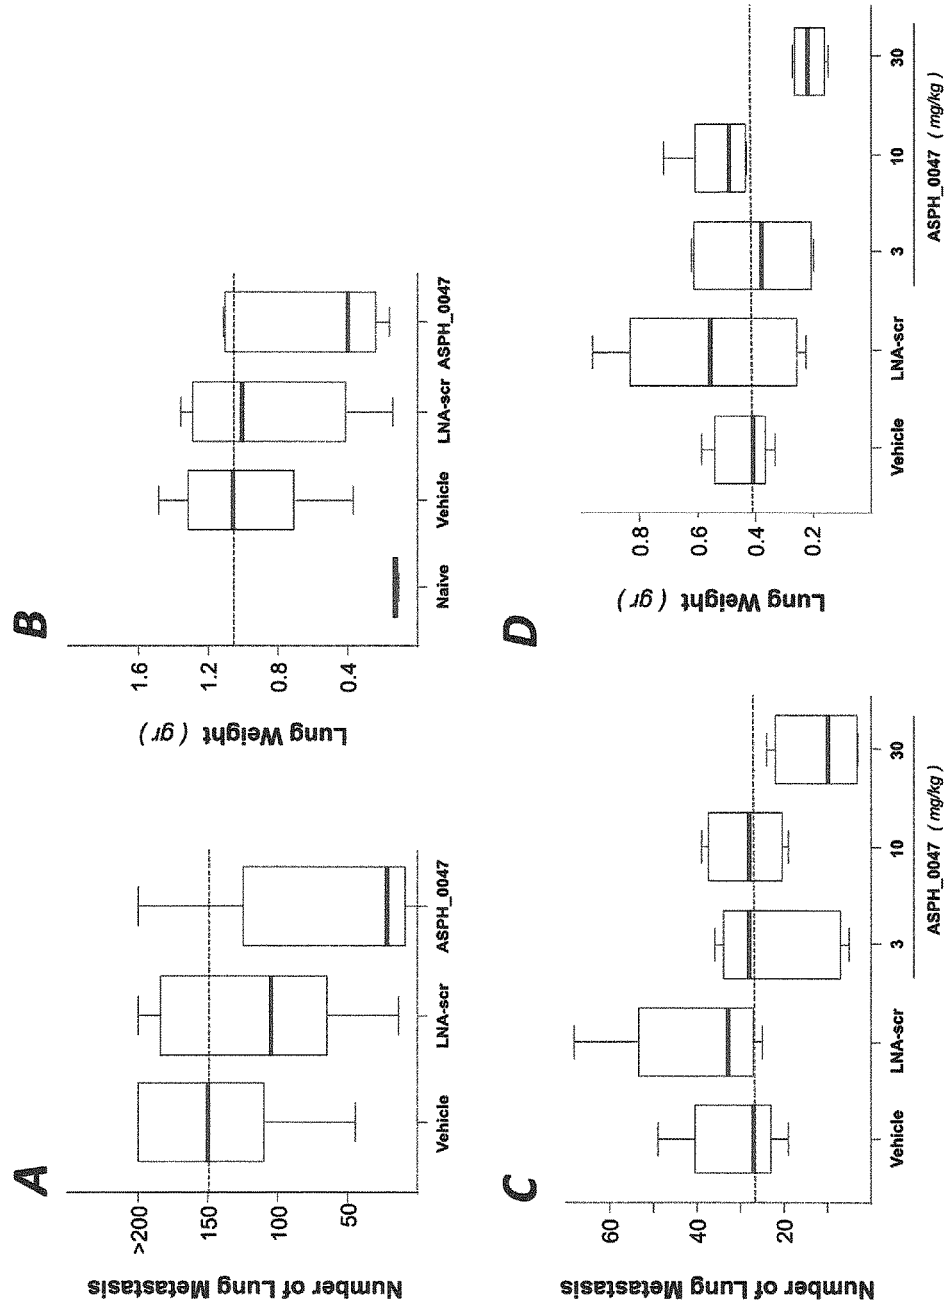 A
Number of Lung Metastasis
>200
150
100
50
Vehicle
LNA-scr
ASPH_0047
B
Lung Weight ( gr )
1.6
1.2
0.8
0.4
Naive
Vehicle
LNA-scr
ASPH_0047
C
Number of Lung Metastasis
60
40
20
Vehicle
LNA-scr
3
10
30
ASPH_0047 ( mg/kg )
D
Lung Weight ( gr )
0.8
0.6
0.4
0.2
Vehicle
LNA-scr
3
10
30
ASPH_0047 ( mg/kg )